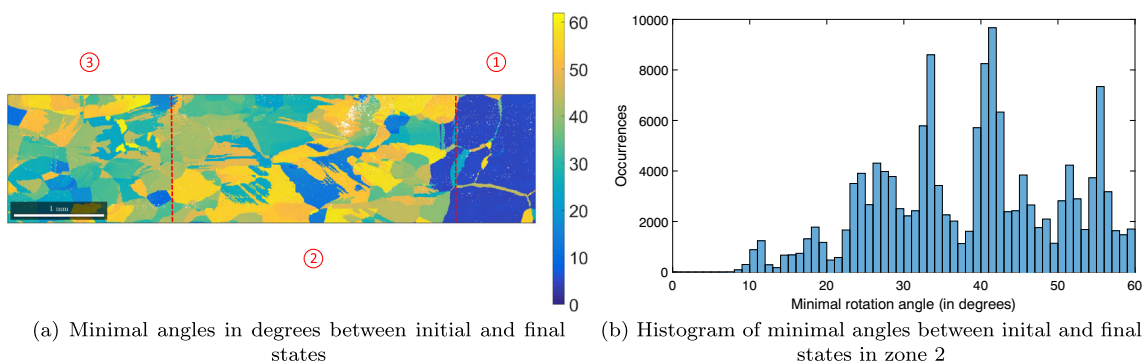 ③
①
②
1 mm
60
50
40
30
20
10
0
(a) Minimal angles in degrees between initial and final
states
10000
8000
6000
4000
2000
0
Occurrences
0 10 20 30 40 50 60
Minimal rotation angle (in degrees)
(b) Histogram of minimal angles between inital and final
states in zone 2